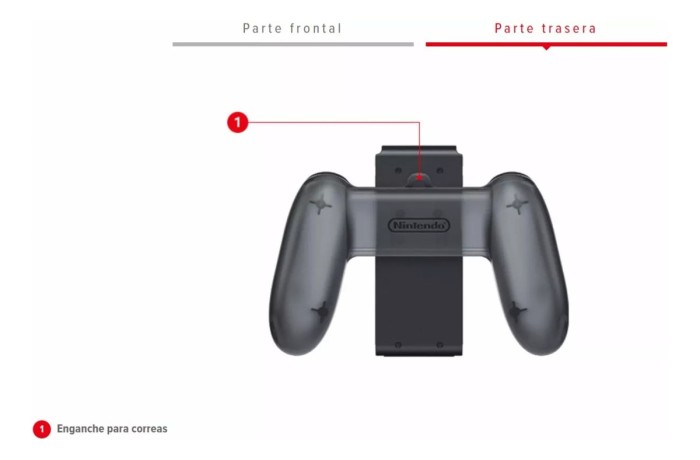 Parte frontal
Parte trasera
1
Nintendo
1 Enganche para correas